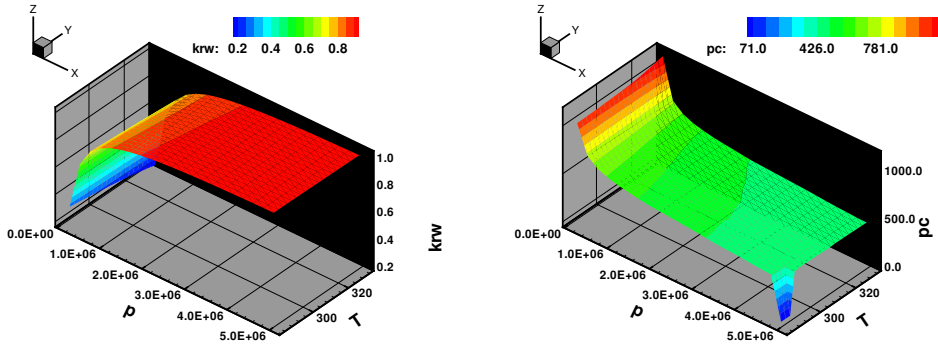 Z
Y
X
krw: 0.2 0.4 0.6 0.8
1.0
0.8
0.6
0.4
0.2
krw
0.0E+00
1.0E+06
2.0E+06
3.0E+06
4.0E+06
5.0E+06
p
300
320
T
Z
Y
X
pc: 71.0 426.0 781.0
1000.0
500.0
0.0
pc
0.0E+00
1.0E+06
2.0E+06
3.0E+06
4.0E+06
5.0E+06
p
300
320
T